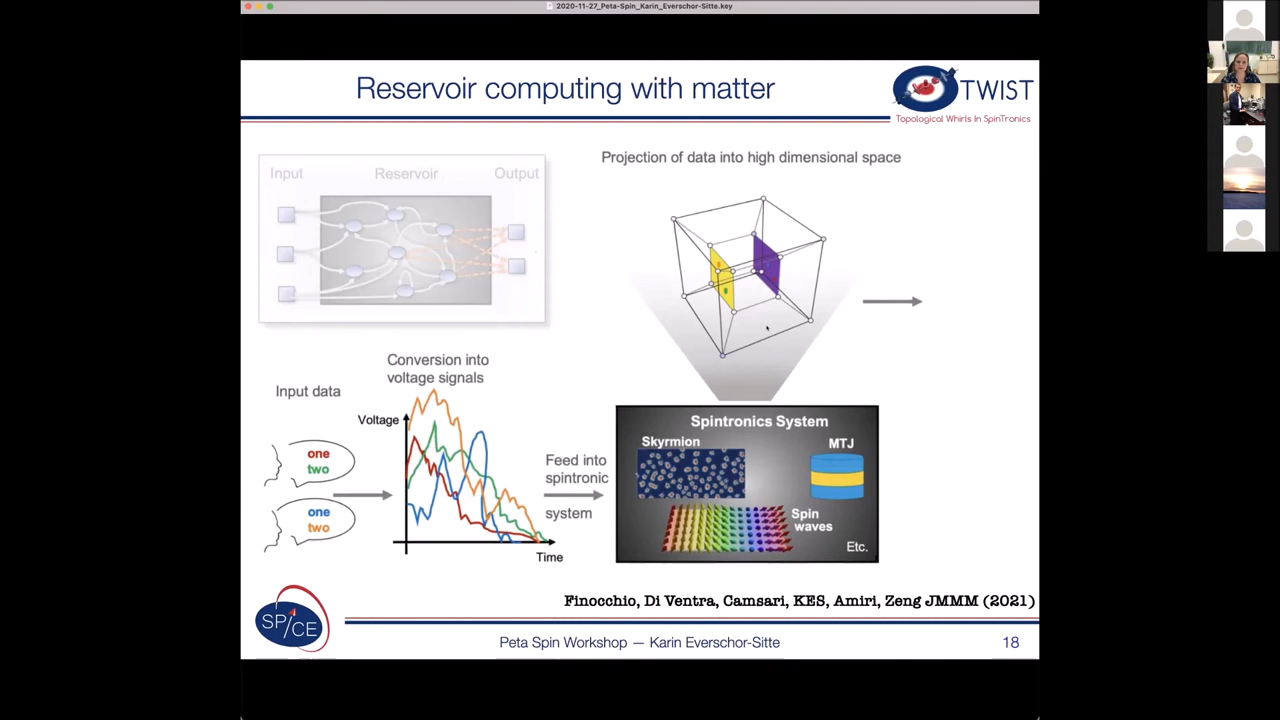 2020-11-27_Peta-Spin_Karin_Everschor-Sitte.key
Reservoir computing with matter
TWIST
Topological Whirls In SpinTronics
Input
Reservoir
Output
Projection of data into high dimensional space
Conversion into
voltage signals
Input data
Voltage
one
two
one
two
Time
Feed into
spintronic
system
Spintronics System
Skyrmion
MTJ
Spin
waves
Etc.
Finocchio, Di Ventra, Camsari, KES, Amiri, Zeng JMMM (2021)
SPICE
Peta Spin Workshop — Karin Everschor-Sitte
18